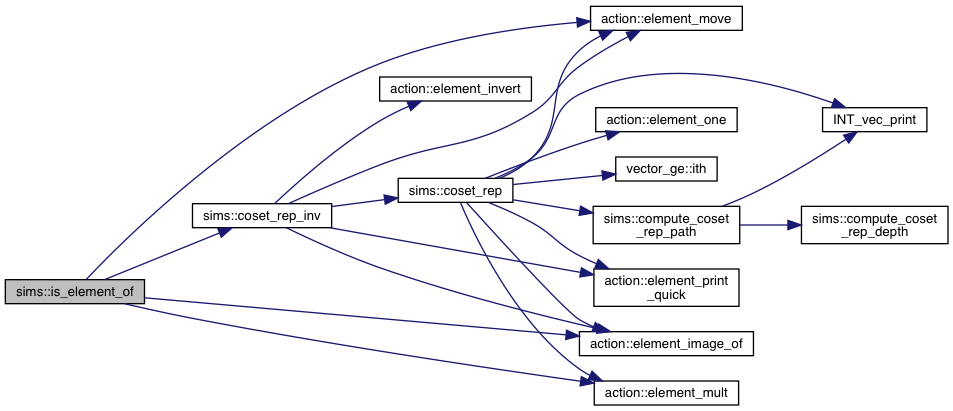 action::element_move
action::element_invert
INT_vec_print
action::element_one
vector_ge::ith
sims::coset_rep
sims::coset_rep_inv
sims::compute_coset
_rep_path
sims::compute_coset
_rep_depth
action::element_print
_quick
sims::is_element_of
action::element_image_of
action::element_mult